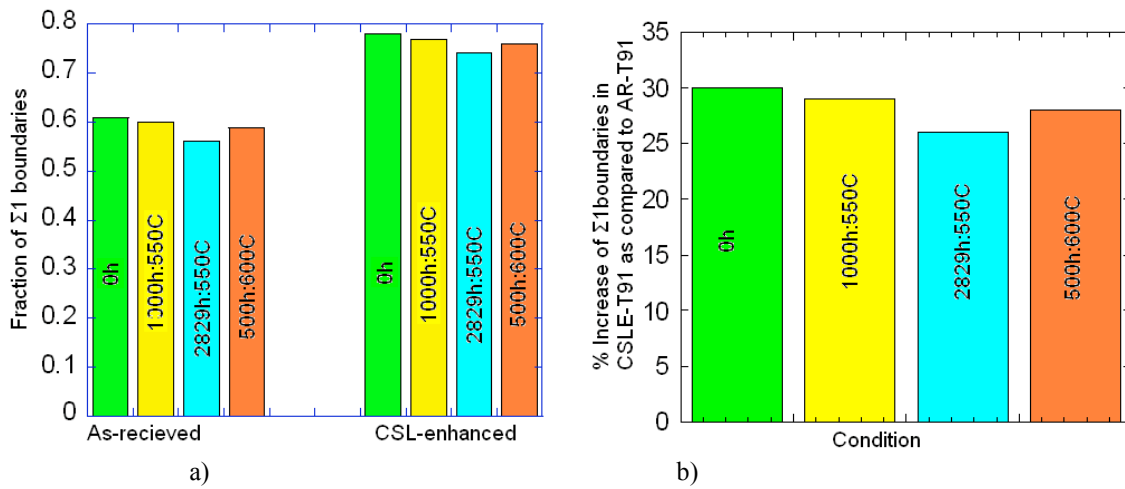 0.8
0.7
0.6
0.5
0.4
0.3
0.2
0.1
0
Fraction of Σ1 boundaries
0h
1000h:550C
2829h:550C
500h:600C
0h
1000h:550C
2829h:550C
500h:600C
As-recieved
CSL-enhanced
a)
35
30
25
20
15
10
5
0
% Increase of Σ1boundaries in
CSLE-T91 as compared to AR-T91
0h
1000h:550C
2829h:550C
500h:600C
Condition
b)